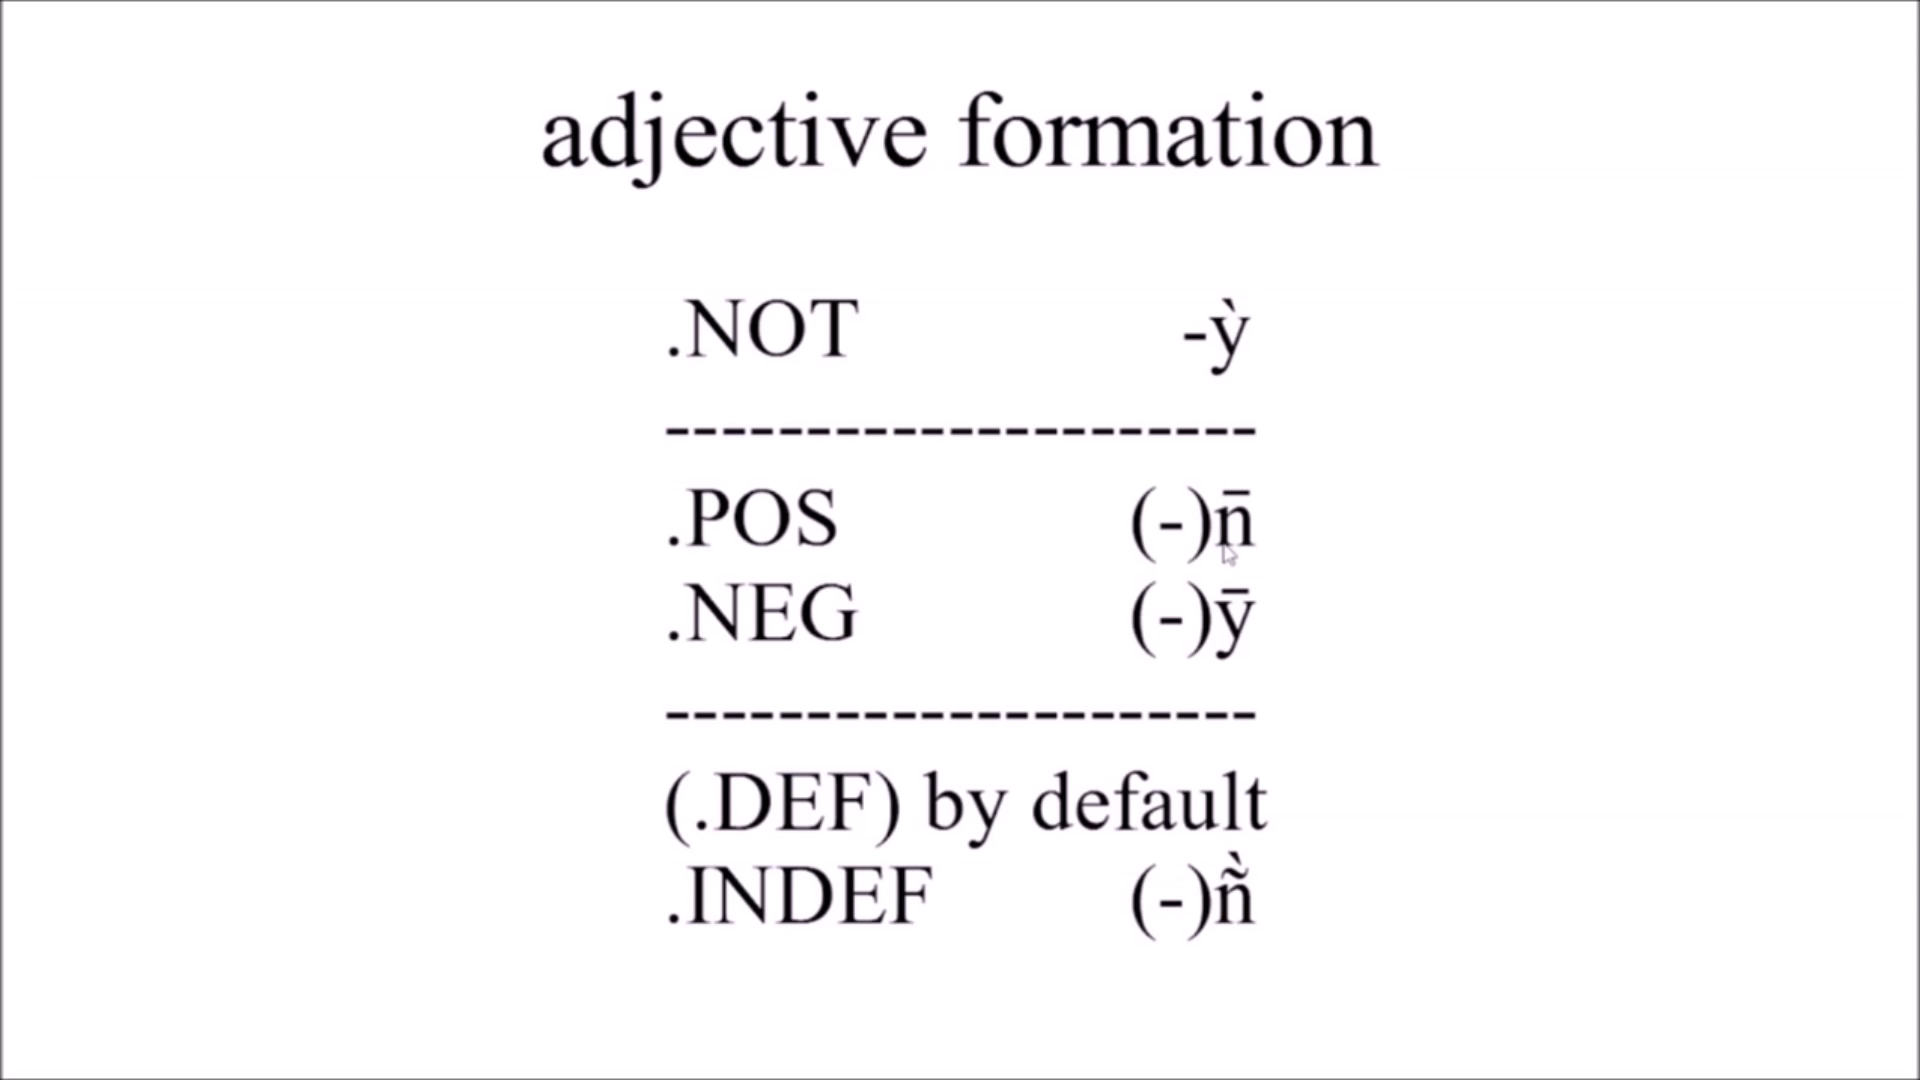 adjective formation
.NOT -ỳ
---------------------
.POS (-)n̄
.NEG (-)ȳ
---------------------
(.DEF) by default
.INDEF (-)ñ̀